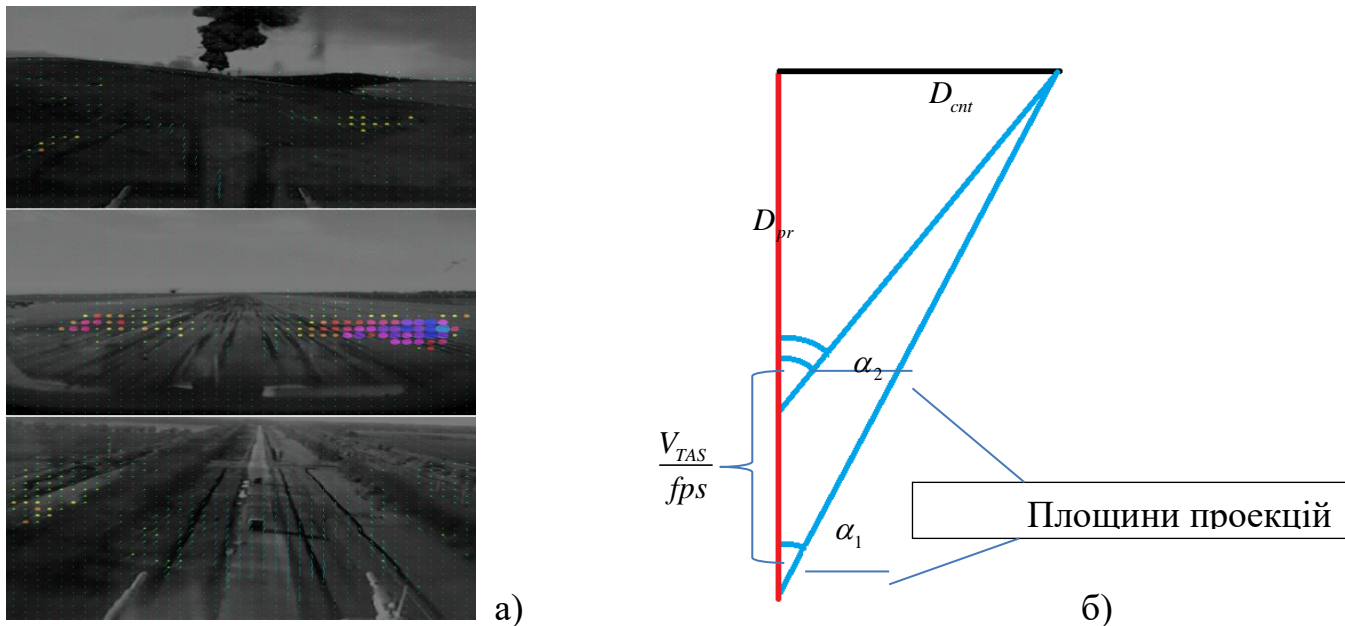 D_cnt
D_pr
α_2
V_TAS
fps
Площини проекцій
α_1
а)
б)